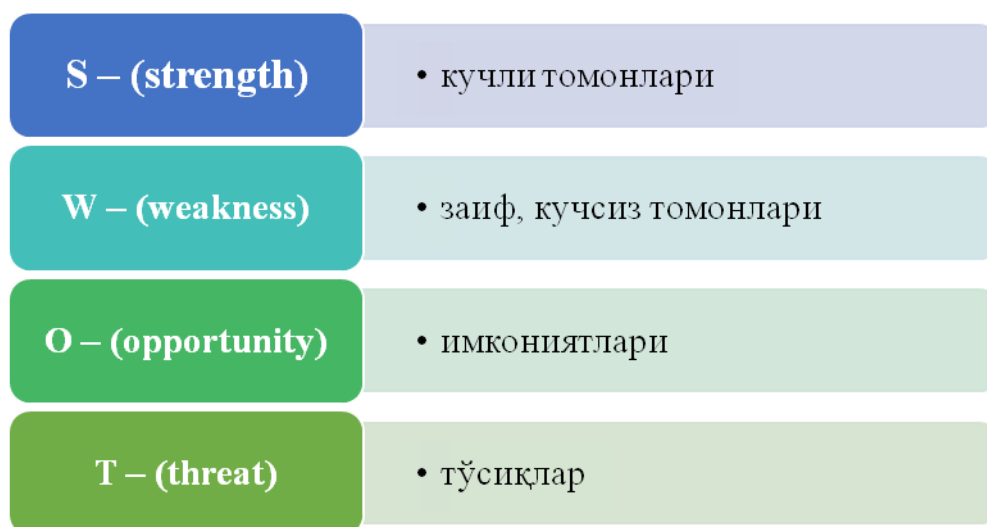 S – (strength)
• кучли томонлари
W – (weakness)
• заиф, кучсиз томонлари
O – (opportunity)
• имкониятлари
T – (threat)
• тўсиқлар